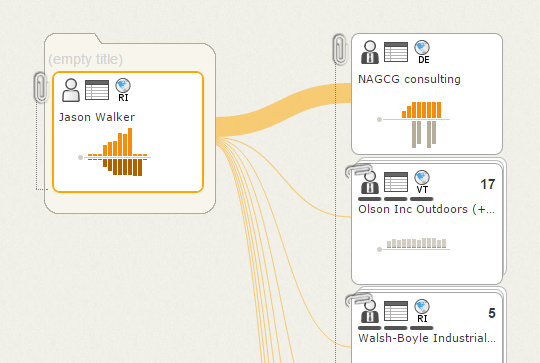 (empty title)
RI
Jason Walker
DE
NAGCG consulting
VT
17
Olson Inc Outdoors (+...
RI
5
Walsh-Boyle Industrial...